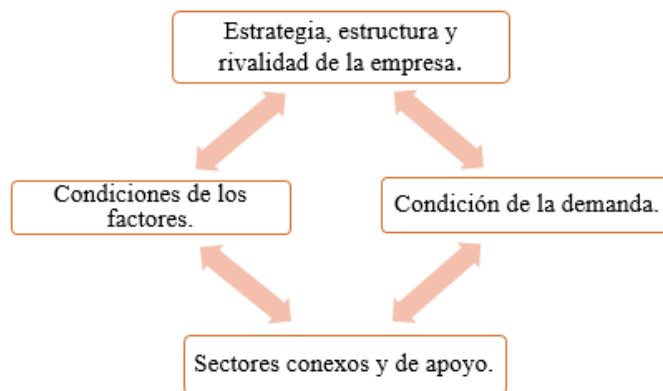 Estrategia, estructura y
rivalidad de la empresa.
Condiciones de los
factores.
Condición de la demanda.
Sectores conexos y de apoyo.